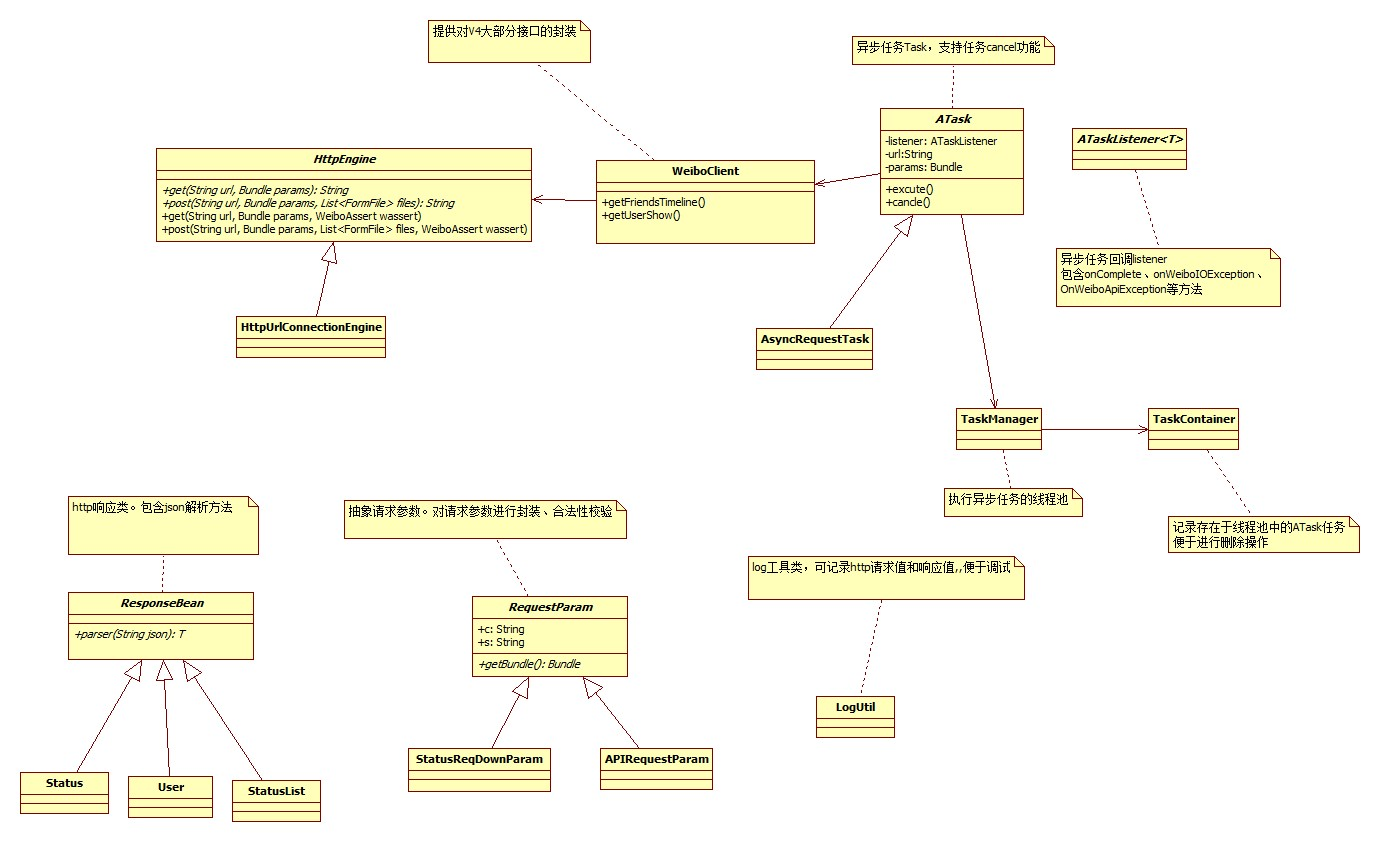 提供对V4大部分接口的封装
异步任务Task，支持任务cancel功能
ATask
-listener: ATaskListener
-url:String
-params: Bundle
+excute()
+cancle()
ATaskListener<T>
HttpEngine
+get(String url, Bundle params): String
+post(String url, Bundle params, List<FormFile> files): String
+get(String url, Bundle params, WeiboAssert wassert)
+post(String url, Bundle params, List<FormFile> files, WeiboAssert wassert)
WeiboClient
+getFriendsTimeline()
+getUserShow()
异步任务回调listener
包含onComplete、onWeiboIOException、
OnWeiboApiException等方法
HttpUrlConnectionEngine
AsyncRequestTask
TaskManager
TaskContainer
执行异步任务的线程池
记录存在于线程池中的ATask任务
便于进行删除操作
http响应类。包含json解析方法
抽象请求参数。对请求参数进行封装、合法性校验
log工具类，可记录http请求值和响应值,,便于调试
ResponseBean
+parser(String json): T
RequestParam
+c: String
+s: String
+getBundle(): Bundle
LogUtil
Status
User
StatusList
StatusReqDownParam
APIRequestParam